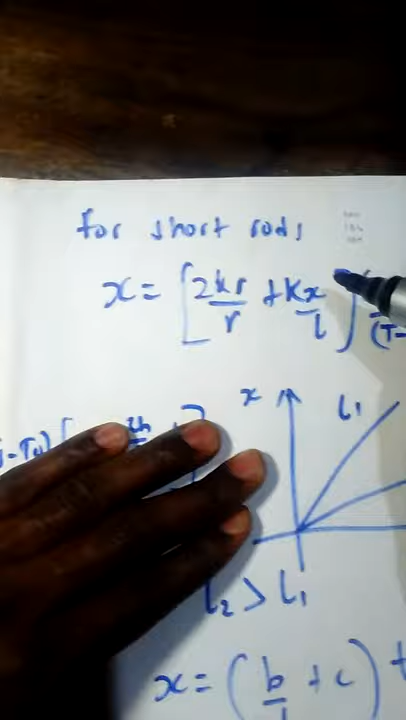 for short rods
x = [2kr/r + Kx/l] (T-
x L1
L2 > L1
x = (b/l + c) t